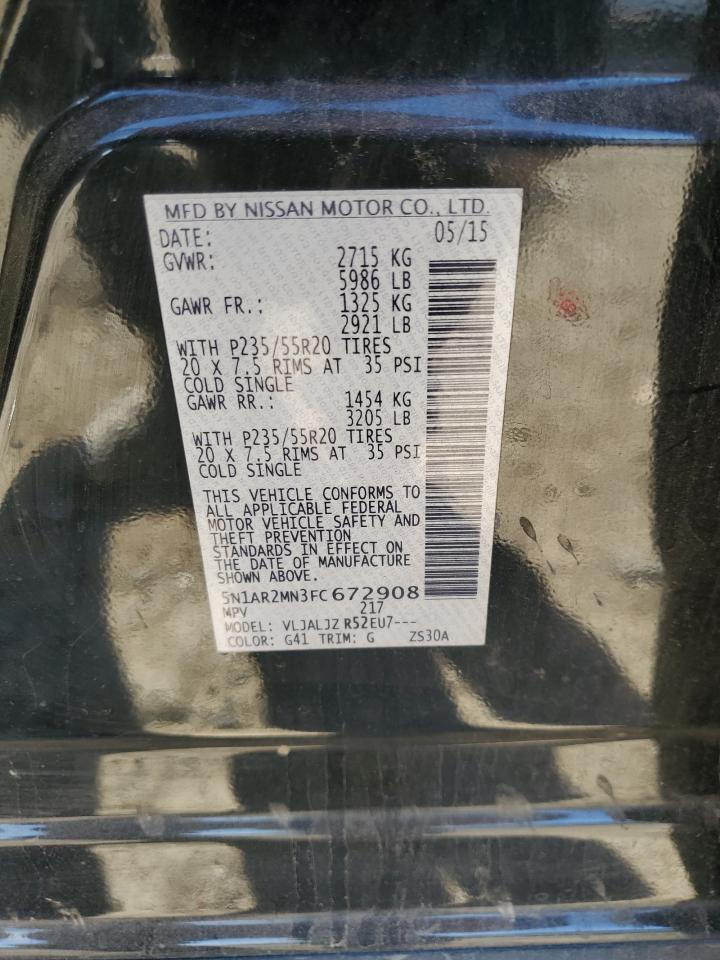 MFD BY NISSAN MOTOR CO., LTD.
DATE: 05/15
GVWR: 2715 KG
5986 LB
GAWR FR.: 1325 KG
2921 LB
WITH P235/55R20 TIRES
20 X 7.5 RIMS AT 35 PSI
COLD SINGLE
GAWR RR.: 1454 KG
3205 LB
WITH P235/55R20 TIRES
20 X 7.5 RIMS AT 35 PSI
COLD SINGLE
THIS VEHICLE CONFORMS TO
ALL APPLICABLE FEDERAL
MOTOR VEHICLE SAFETY AND
THEFT PREVENTION
STANDARDS IN EFFECT ON
THE DATE OF MANUFACTURE
SHOWN ABOVE.
5N1AR2MN3FC672908
MPV 217
MODEL: VLJALJZ R52EU7---
COLOR: G41 TRIM: G ZS30A